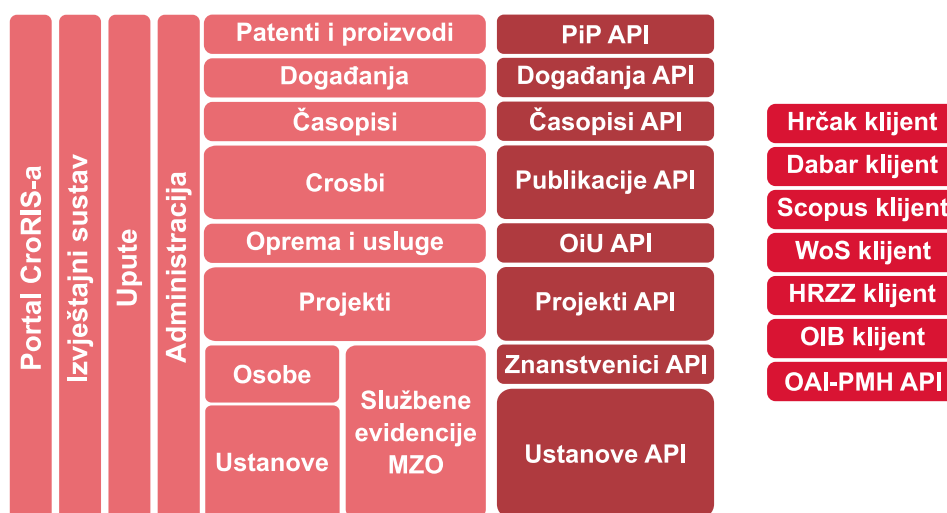 Portal CroRIS-a
Izvještajni sustav
Upute
Administracija
Patenti i proizvodi
Događanja
Časopisi
Crosbi
Oprema i usluge
Projekti
Osobe
Ustanove
Službene
evidencije
MZO
PiP API
Događanja API
Časopisi API
Publikacije API
OiU API
Projekti API
Znanstvenici API
Ustanove API
Hrčak klijent
Dabar klijent
Scopus klijent
WoS klijent
HRZZ klijent
OIB klijent
OAI-PMH API